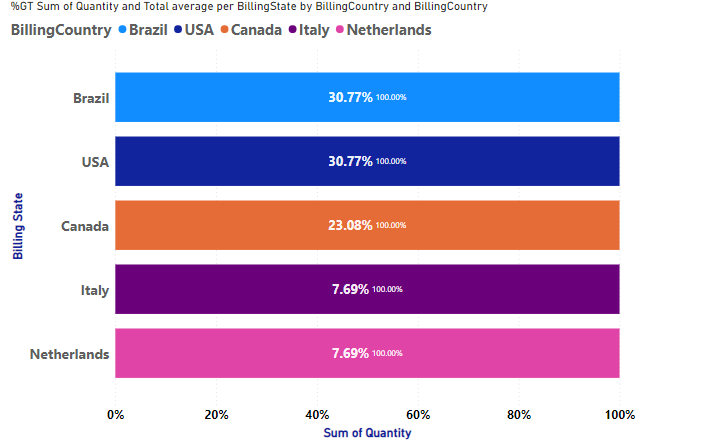 %GT Sum of Quantity and Total average per BillingState by BillingCountry and BillingCountry
BillingCountry Brazil USA Canada Italy Netherlands
Brazil 30.77% 100.00%
USA 30.77% 100.00%
Canada 23.08% 100.00%
Italy 7.69% 100.00%
Netherlands 7.69% 100.00%
Billing State
0% 20% 40% 60% 80% 100%
Sum of Quantity